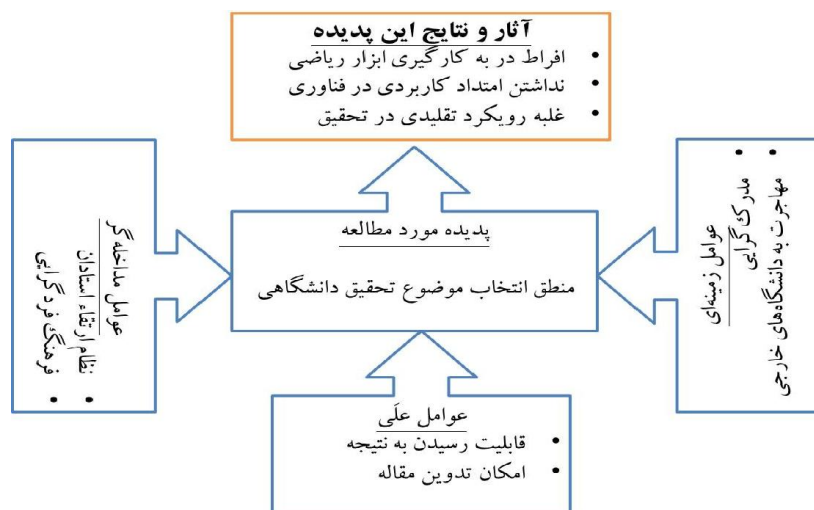 آثار و نتایج این پدیده
• افراط در به کارگیری ابزار ریاضی
• نداشتن امتداد کاربردی در فناوری
• غلبه رویکرد تقلیدی در تحقیق
عوامل زمینه‌ای
• مدرک گرایی
• مهاجرت به دانشگاه‌های خارجی
پدیده مورد مطالعه
منطق انتخاب موضوع تحقیق دانشگاهی
عوامل مداخله گر
• نظام ارتقاء استادان
• فرهنگ فردگرایی
عوامل علّی
• قابلیت رسیدن به نتیجه
• امکان تدوین مقاله